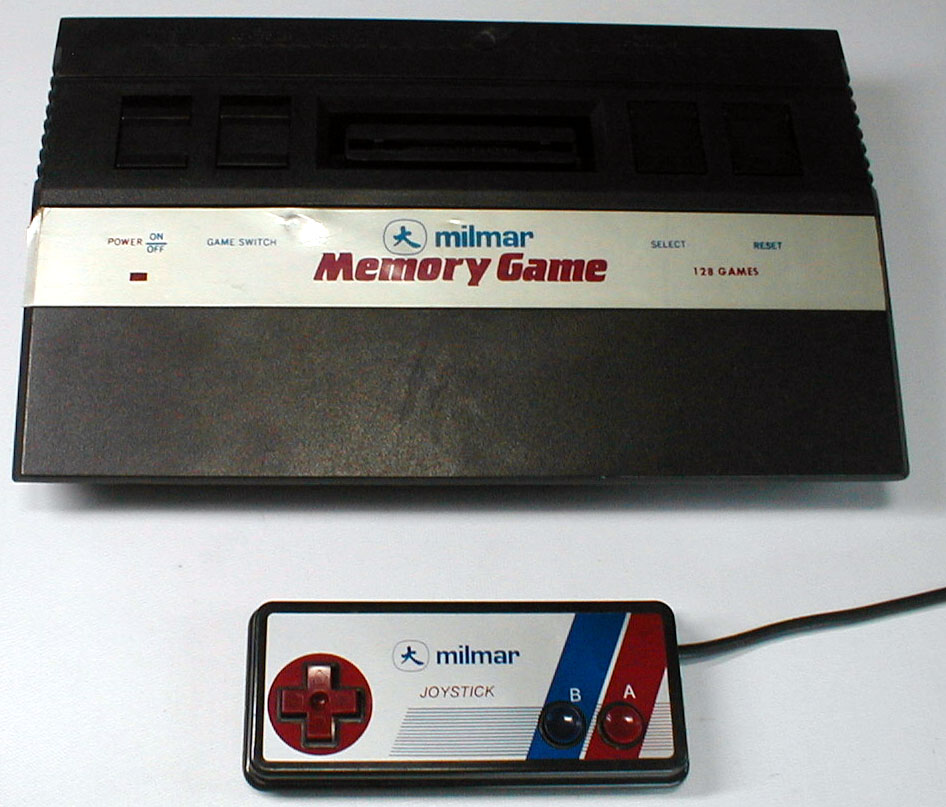 POWER ON
OFF
GAME SWITCH
大 milmar
Memory Game
SELECT
RESET
128 GAMES
大 milmar
JOYSTICK
B
A